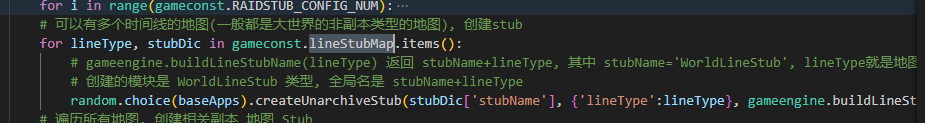 for i in range(gameconst.RAIDSTUB_CONFIG_NUM):…
# 可以有多个时间线的地图(一般都是大世界的非副本类型的地图), 创建stub
for lineType, stubDic in gameconst.lineStubMap.items():
# gameengine.buildLineStubName(lineType) 返回 stubName+lineType, 其中 stubName='WorldLineStub', lineType就是地图
# 创建的模块是 WorldLineStub 类型, 全局名是 stubName+lineType
random.choice(baseApps).createUnarchiveStub(stubDic['stubName'], {'lineType':lineType}, gameengine.buildLineSt
# 遍历所有地图, 创建相关副本 地图 Stub